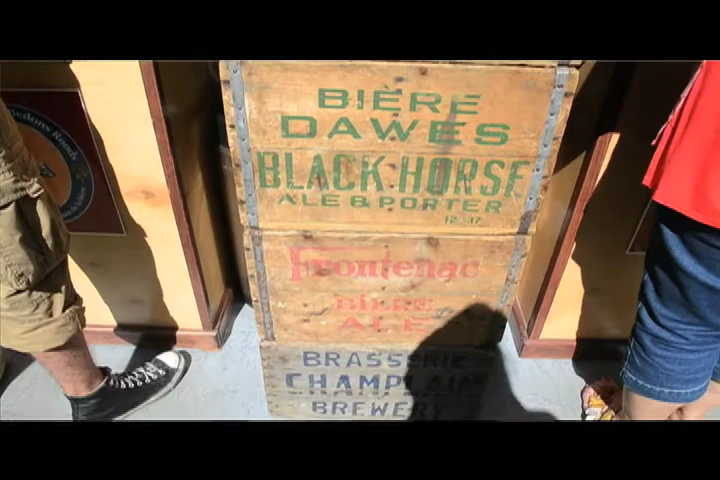 BIÈRE
DAWES
BLACK HORSE
ALE & PORTER
12-37
Frontenac
BIÈRE
ALE
BRASSERIE
CHAMPLAIN
BREWERY